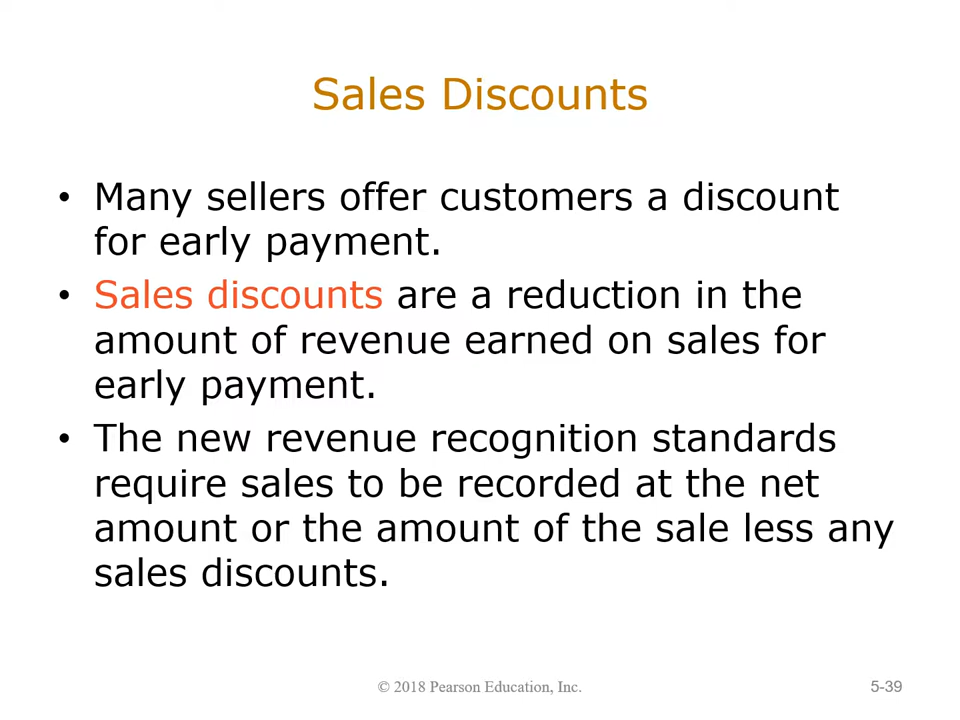 Sales Discounts
• Many sellers offer customers a discount
for early payment.
• Sales discounts are a reduction in the
amount of revenue earned on sales for
early payment.
• The new revenue recognition standards
require sales to be recorded at the net
amount or the amount of the sale less any
sales discounts.
© 2018 Pearson Education, Inc.
5-39